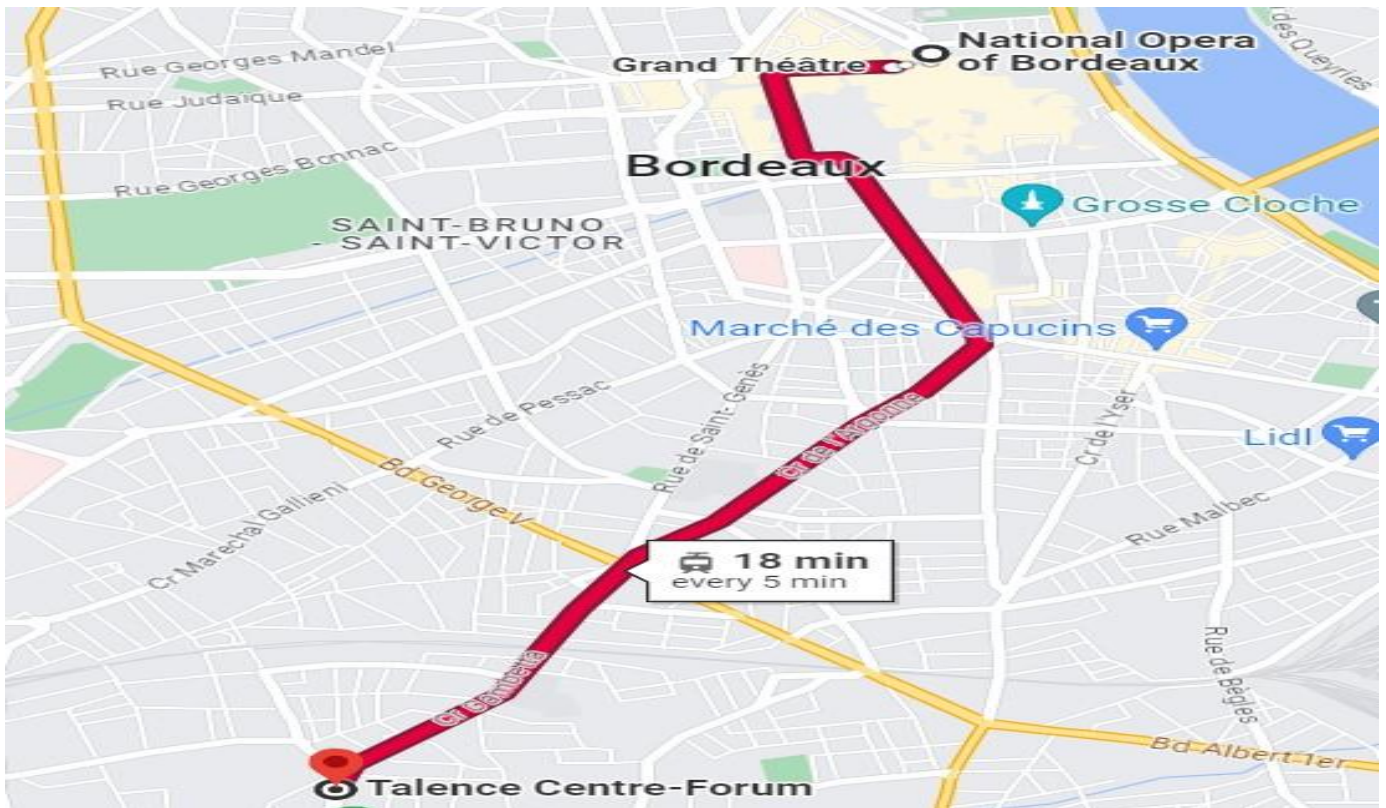 National Opera
of Bordeaux
Grand Théâtre
Rue Georges Mandel
Rue Judaïque
des Queyries
Rue Georges Bonnac
Bordeaux
Grosse Cloche
SAINT-BRUNO
- SAINT-VICTOR
Marché des Capucins
Rue de Pessac
Rue de Saint-Genès
Cr de l'Argonne
Cr de l'Yser
Lidl
Bd George V
Cr Marechal Gallieni
Rue Malbec
18 min
every 5 min
Cr Gambetta
Rue de Bègles
Bd Albert 1er
Talence Centre-Forum